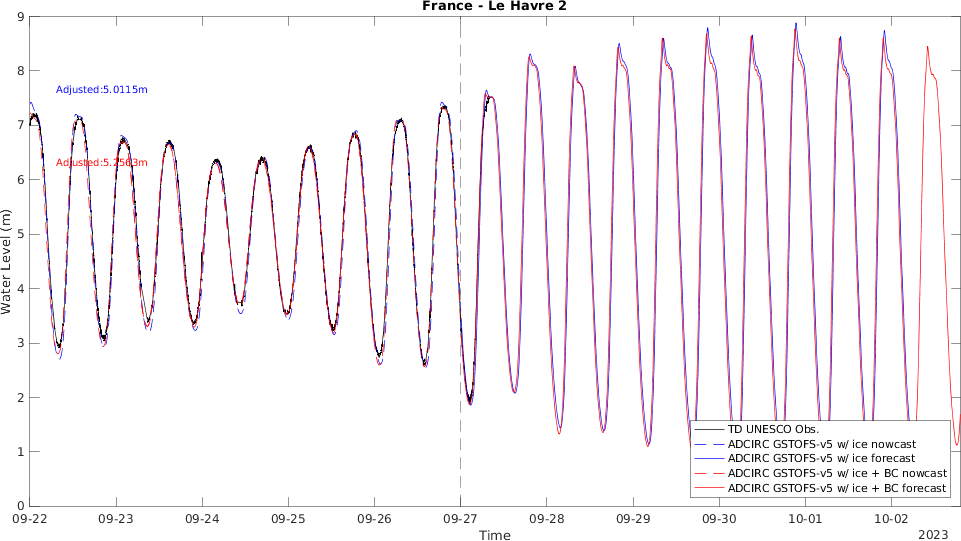 France - Le Havre 2
9
8
7
6
5
4
3
2
1
0
Water Level (m)
Adjusted:5.0115m
Adjusted:5.2563m
TD UNESCO Obs.
ADCIRC GSTOFS-v5 w/ ice nowcast
ADCIRC GSTOFS-v5 w/ ice forecast
ADCIRC GSTOFS-v5 w/ ice + BC nowcast
ADCIRC GSTOFS-v5 w/ ice + BC forecast
09-22 09-23 09-24 09-25 09-26 09-27 09-28 09-29 09-30 10-01 10-02
Time
2023